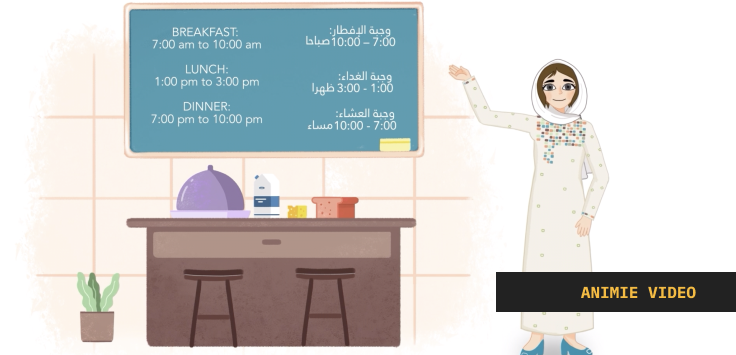 BREAKFAST:
7:00 am to 10:00 am
LUNCH:
1:00 pm to 3:00 pm
DINNER:
7:00 pm to 10:00 pm
وجبة الإفطار:
7:00 – 10:00صباحا
وجبة الغداء:
1:00 - 3:00 ظهرا
وجبة العشاء:
7:00 - 10:00مساء
ANIMIE VIDEO